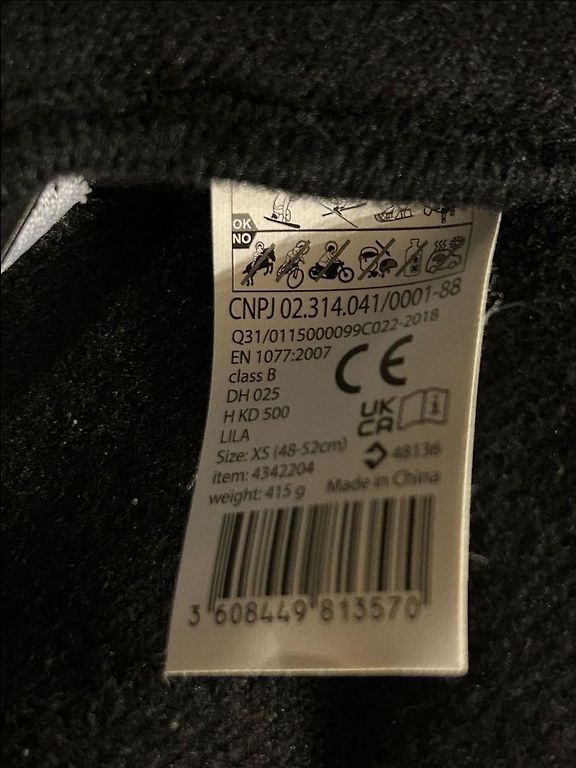 OK
NO
CNPJ 02.314.041/0001-88
Q31/0115000099C022-2018
EN 1077:2007
class B
DH 025
H KD 500
LILA
Size: XS (48-52cm)
item: 4342204
weight: 415 g
CE
UK
CA
i
48136
Made in China
3 608449 813570